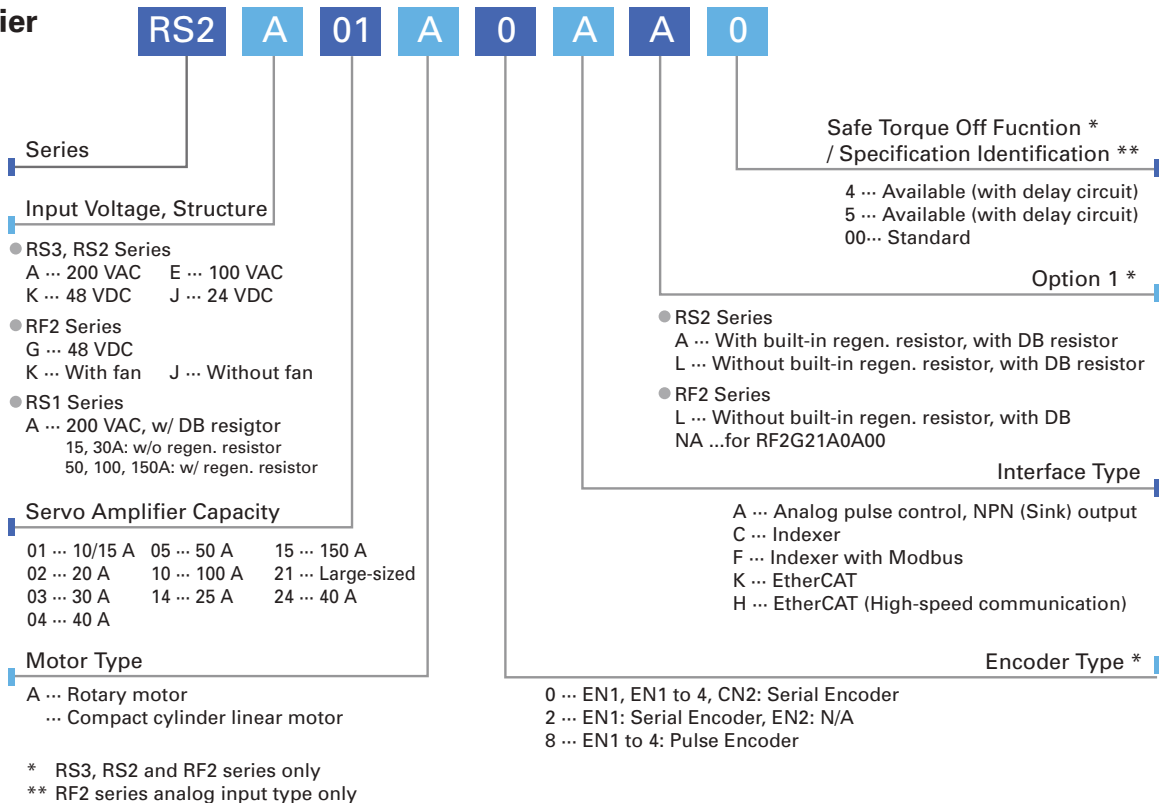 ier
RS2 A 01 A 0 A A 0
Series
Input Voltage, Structure
RS3, RS2 Series
A ··· 200 VAC E ··· 100 VAC
K ··· 48 VDC J ··· 24 VDC
RF2 Series
G ··· 48 VDC
K ··· With fan J ··· Without fan
RS1 Series
A ··· 200 VAC, w/ DB resigtor
15, 30A: w/o regen. resistor
50, 100, 150A: w/ regen. resistor
Servo Amplifier Capacity
01 ··· 10/15 A 05 ··· 50 A 15 ··· 150 A
02 ··· 20 A 10 ··· 100 A 21 ··· Large-sized
03 ··· 30 A 14 ··· 25 A 24 ··· 40 A
04 ··· 40 A
Motor Type
A ··· Rotary motor
··· Compact cylinder linear motor
* RS3, RS2 and RF2 series only
** RF2 series analog input type only
Safe Torque Off Fucntion *
/ Specification Identification **
4 ··· Available (with delay circuit)
5 ··· Available (with delay circuit)
00··· Standard
Option 1 *
RS2 Series
A ··· With built-in regen. resistor, with DB resistor
L ··· Without built-in regen. resistor, with DB resistor
RF2 Series
L ··· Without built-in regen. resistor, with DB
NA ...for RF2G21A0A00
Interface Type
A ··· Analog pulse control, NPN (Sink) output
C ··· Indexer
F ··· Indexer with Modbus
K ··· EtherCAT
H ··· EtherCAT (High-speed communication)
Encoder Type *
0 ··· EN1, EN1 to 4, CN2: Serial Encoder
2 ··· EN1: Serial Encoder, EN2: N/A
8 ··· EN1 to 4: Pulse Encoder